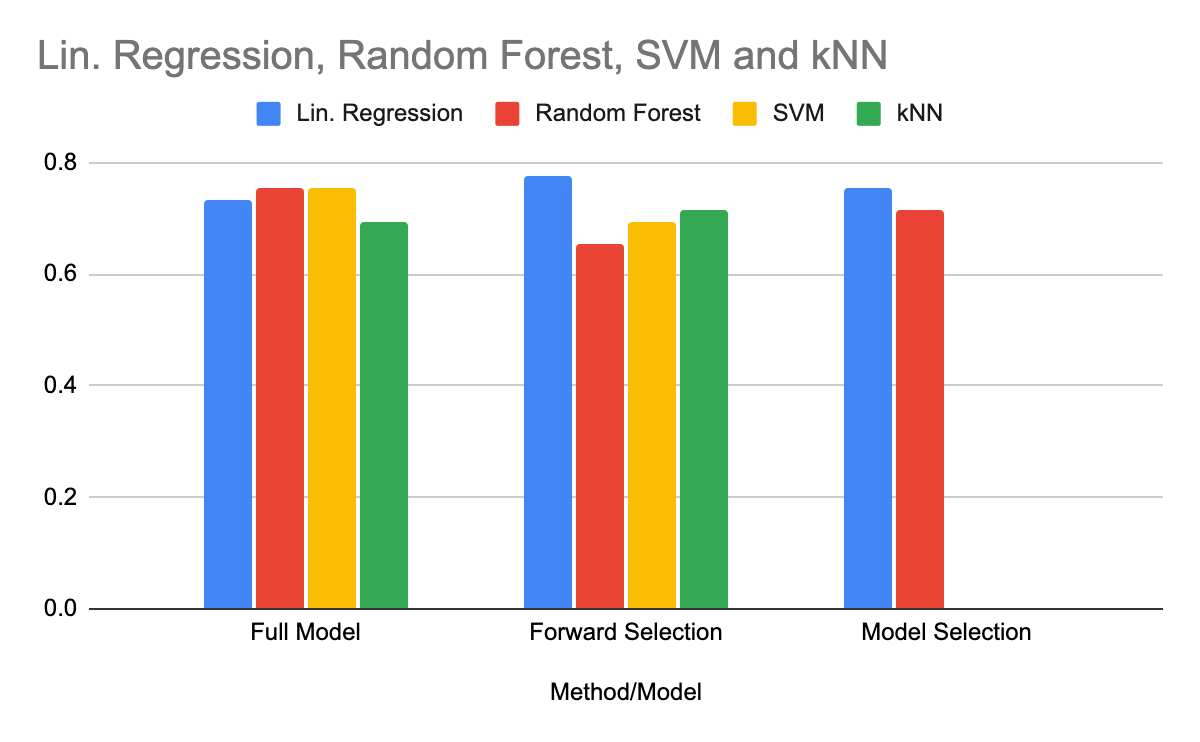 Lin. Regression, Random Forest, SVM and kNN
Lin. Regression Random Forest SVM kNN
0.8
0.6
0.4
0.2
0.0
Full Model Forward Selection Model Selection
Method/Model